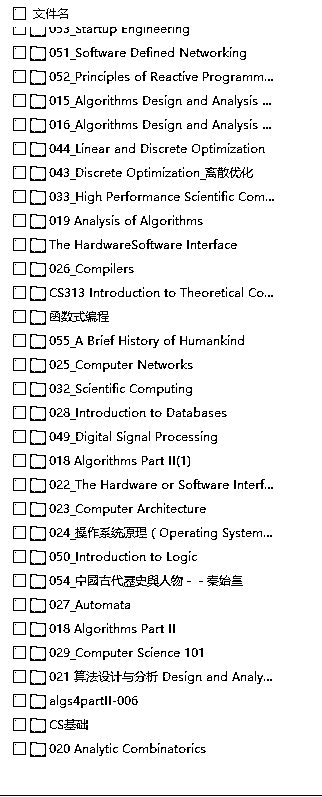 文件名
053_Startup Engineering
051_Software Defined Networking
052_Principles of Reactive Programm...
015_Algorithms Design and Analysis ...
016_Algorithms Design and Analysis ...
044_Linear and Discrete Optimization
043_Discrete Optimization_离散优化
033_High Performance Scientific Com...
019 Analysis of Algorithms
The HardwareSoftware Interface
026_Compilers
CS313 Introduction to Theoretical Co...
函数式编程
055_A Brief History of Humankind
025_Computer Networks
032_Scientific Computing
028_Introduction to Databases
049_Digital Signal Processing
018 Algorithms Part II(1)
022_The Hardware or Software Interf...
023_Computer Architecture
024_操作系统原理（Operating System...
050_Introduction to Logic
054_中國古代歷史與人物－－秦始皇
027_Automata
018 Algorithms Part II
029_Computer Science 101
021 算法设计与分析 Design and Analy...
algs4partII-006
CS基础
020 Analytic Combinatorics